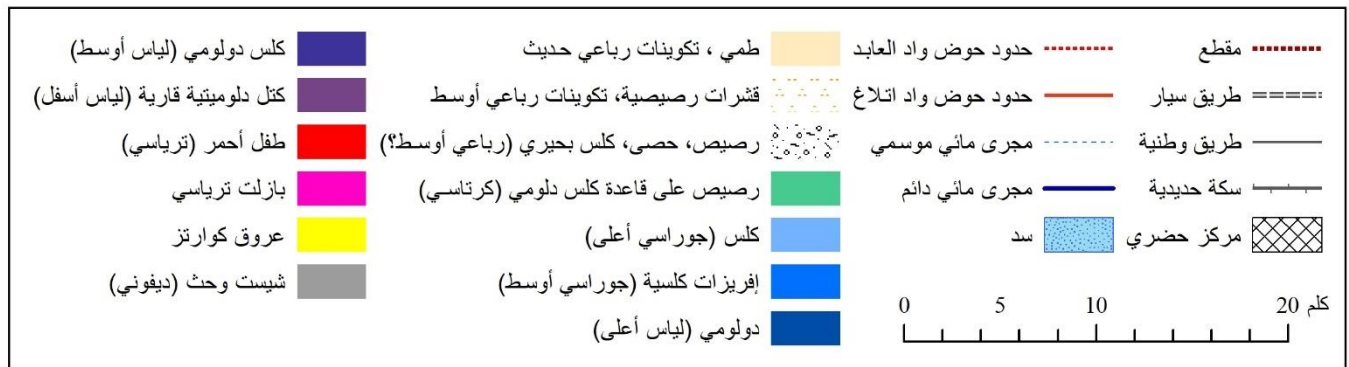 مقطع
طريق سيار
طريق وطنية
سكة حديدية
مركز حضري
حدود حوض واد العابد
حدود حوض واد اتلاغ
مجرى مائي موسمي
مجرى مائي دائم
سد
0 5 10 20 كلم
طمي ، تكوينات رباعي حديث
قشرات رصيصية، تكوينات رباعي أوسط
رصيص، حصى، كلس بحيري (رباعي أوسط؟)
رصيص على قاعدة كلس دلومي (كرتاسي)
كلس (جوراسي أعلى)
إفريزات كلسية (جوراسي أوسط)
دولومي (لياس أعلى)
كلس دولومي (لياس أوسط)
كتل دلوميتية قارية (لياس أسفل)
طفل أحمر (ترياسي)
بازلت ترياسي
عروق كوارتز
شيست وحث (ديفوني)